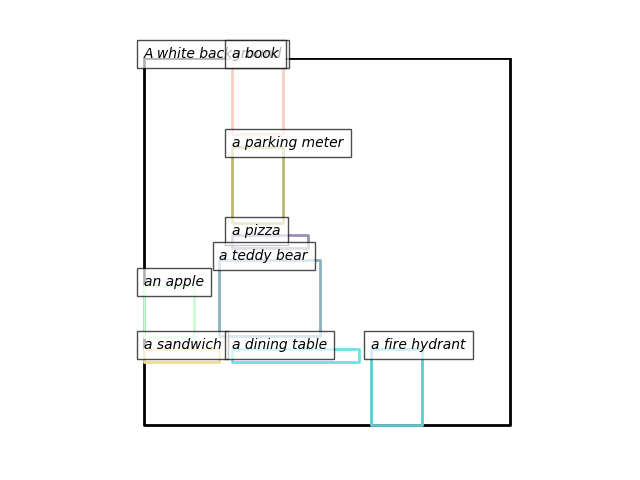 A white background
a book
a parking meter
a pizza
a teddy bear
an apple
a sandwich
a dining table
a fire hydrant